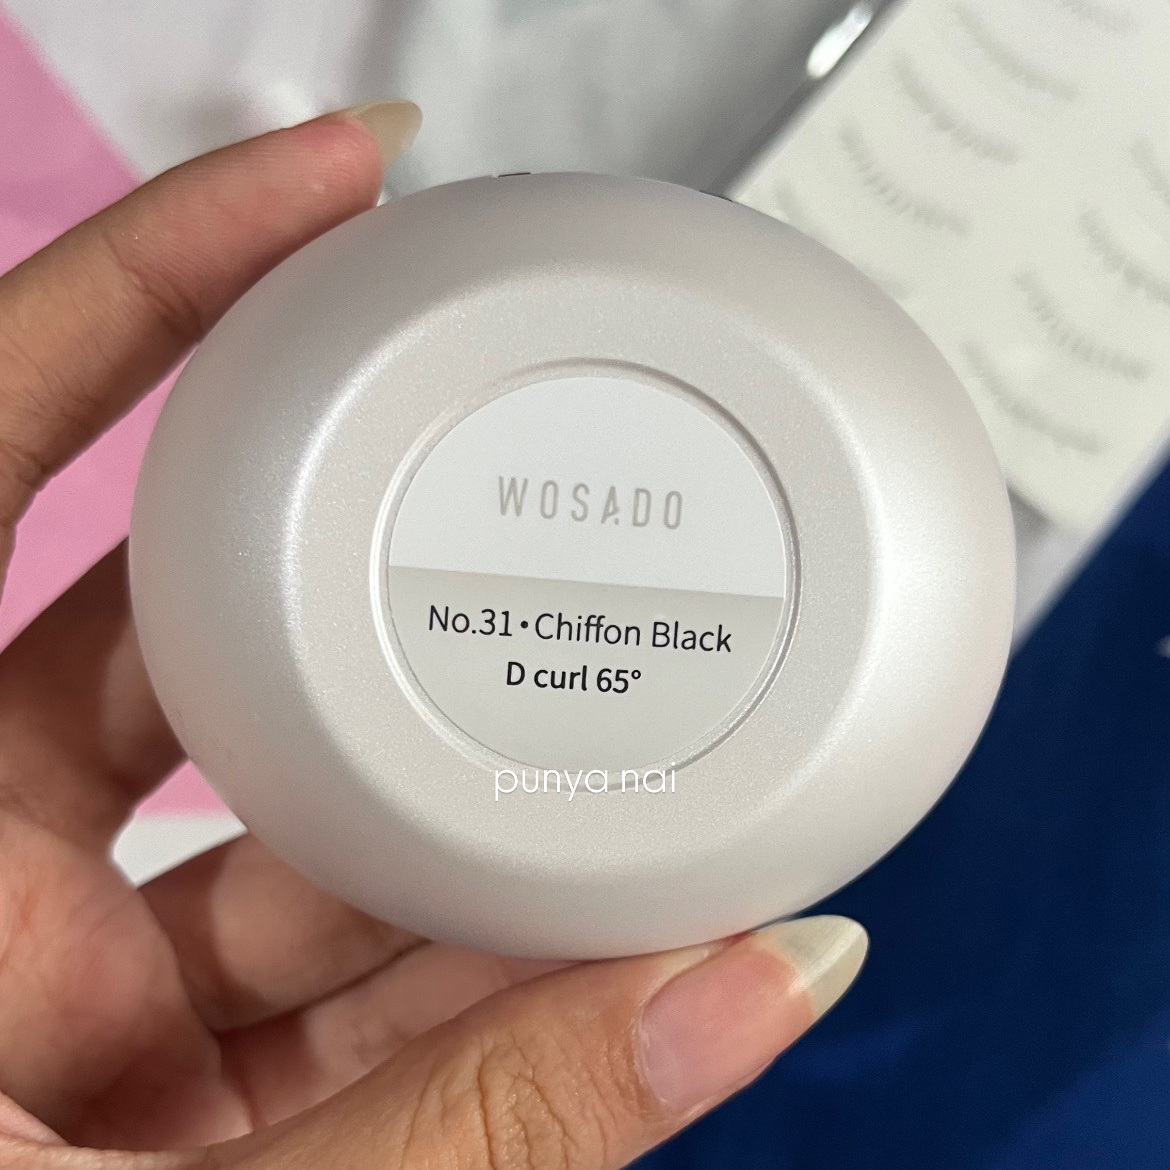 WOSADO
No.31•Chiffon Black
D curl 65°
punya nai